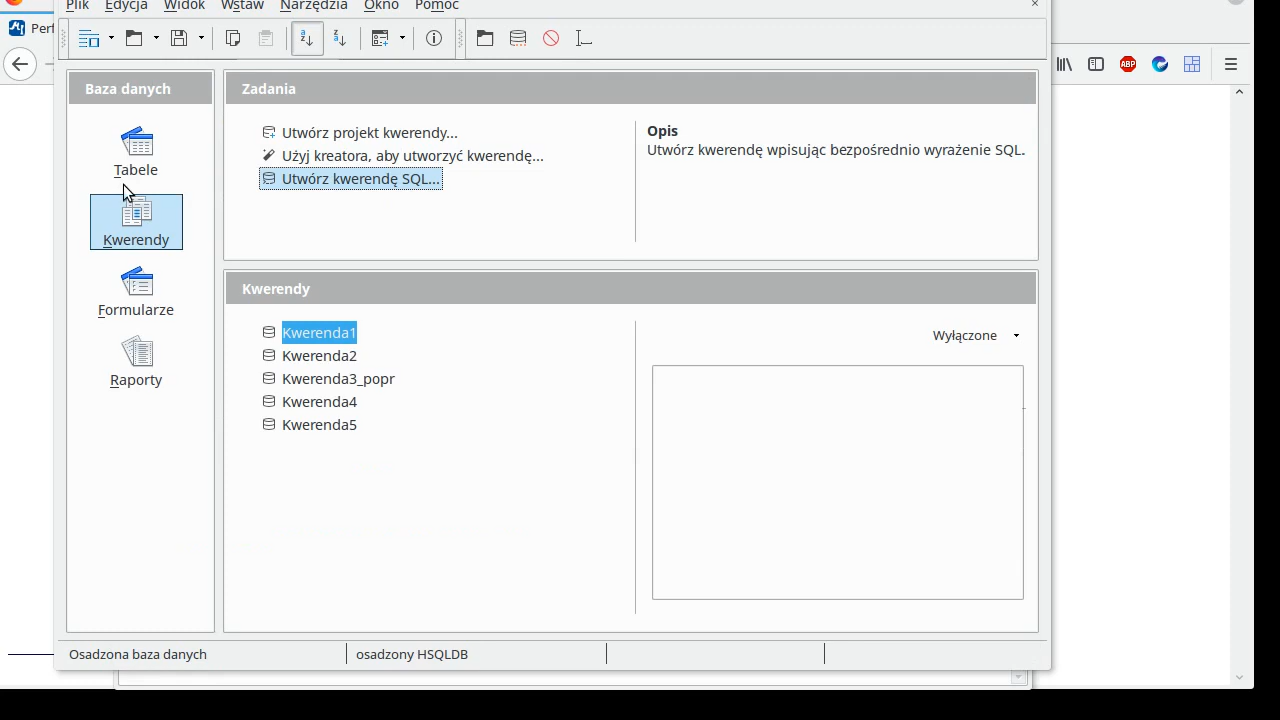 Plik Edycja Widok Wstaw Narzędzia Okno Pomoc
Perf
ABP
Baza danych
Tabele
Kwerendy
Formularze
Raporty
Zadania
Utwórz projekt kwerendy...
Użyj kreatora, aby utworzyć kwerendę...
Utwórz kwerendę SQL...
Opis
Utwórz kwerendę wpisując bezpośrednio wyrażenie SQL.
Kwerendy
Kwerenda1
Kwerenda2
Kwerenda3_popr
Kwerenda4
Kwerenda5
Wyłączone
Osadzona baza danych
osadzony HSQLDB